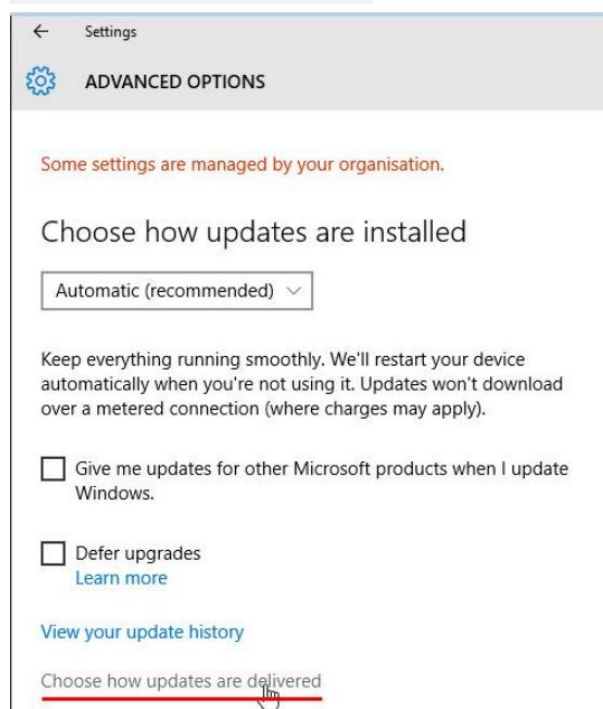 Settings
ADVANCED OPTIONS
Some settings are managed by your organisation.
Choose how updates are installed
Automatic (recommended)
Keep everything running smoothly. We'll restart your device
automatically when you're not using it. Updates won't download
over a metered connection (where charges may apply).
Give me updates for other Microsoft products when I update
Windows.
Defer upgrades
Learn more
View your update history
Choose how updates are delivered